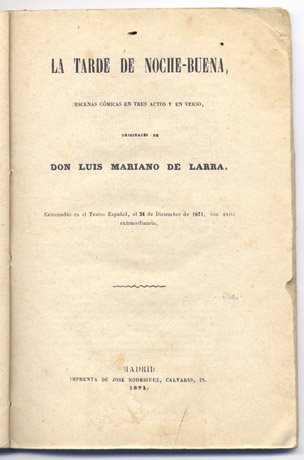 LA TARDE DE NOCHE-BUENA,
ESCENAS CÓMICAS EN TRES ACTOS Y EN VERSO,
ORIGINALES DE
DON LUIS MARIANO DE LARRA.
Estrenadas en el Teatro Español, el 24 de Diciembre de 1871, con éxito
extraordinario.
MADRID
IMPRENTA DE JOSÉ RODRIGUEZ, CALVARIO, 18.
1872.